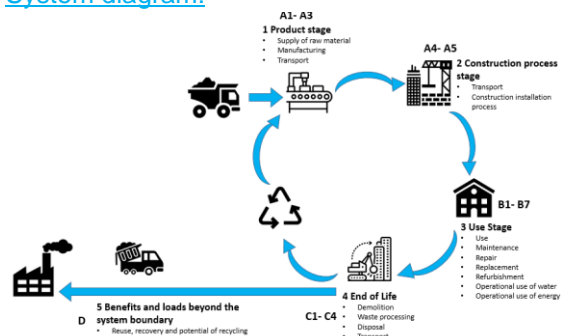 System diagram:
A1- A3
1 Product stage
• Supply of raw material
• Manufacturing
• Transport
A4- A5
2 Construction process
stage
• Transport
• Construction installation
process
B1- B7
3 Use Stage
• Use
• Maintenance
• Repair
• Replacement
• Refurbishment
• Operational use of water
• Operational use of energy
4 End of Life
C1- C4
• Demolition
• Waste processing
• Disposal
• Transport
5 Benefits and loads beyond the
D system boundary
• Reuse, recovery and potential of recycling